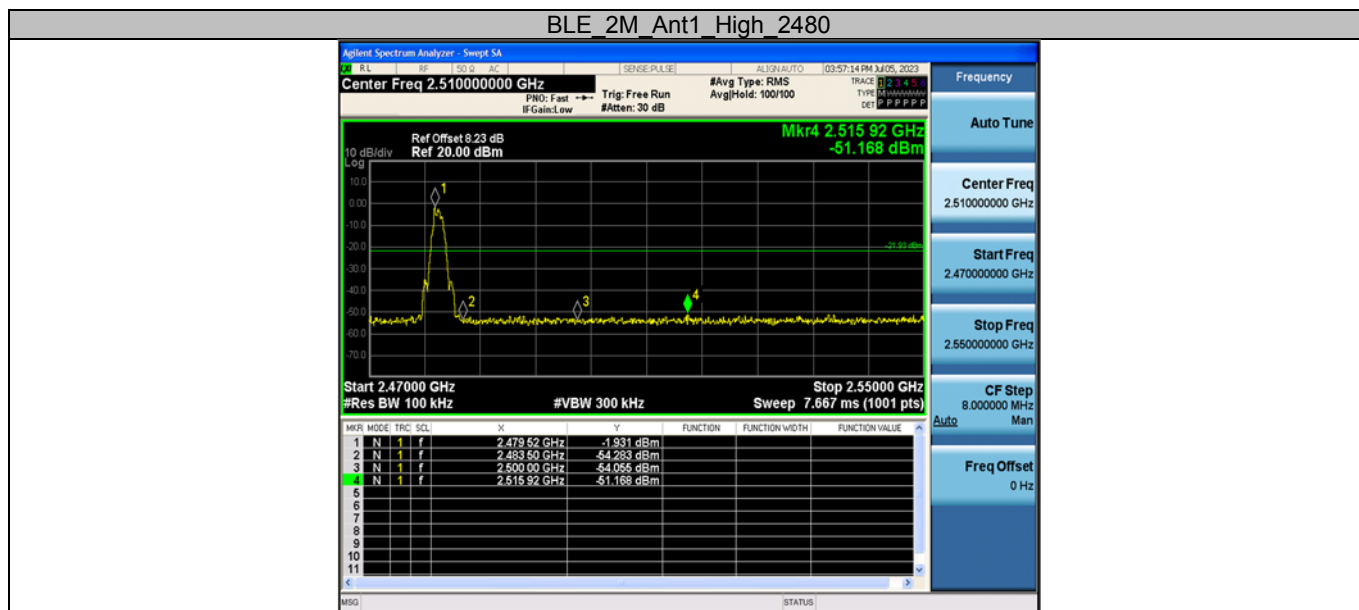 BLE_2M_Ant1_High_2480
Agilent Spectrum Analyzer - Swept SA
RL RF 50 Ω AC SENSE:PULSE ALIGN AUTO 03:57:14 PM Jul 05, 2023
Center Freq 2.510000000 GHz
PNO: Fast
IFGain:Low
Trig: Free Run
#Atten: 30 dB
#Avg Type: RMS
Avg|Hold: 100/100
TRACE 1 2 3 4 5 6
TYPE M WWWWW
DET P P P P P P
Frequency
Mkr4 2.515 92 GHz
-51.168 dBm
Ref Offset 8.23 dB
10 dB/div Ref 20.00 dBm
Log
10.0
0.00
-10.0
-20.0
-30.0
-40.0
-50.0
-60.0
-70.0
1
2
3
4
-21.93 dBm
Start 2.47000 GHz Stop 2.55000 GHz
#Res BW 100 kHz #VBW 300 kHz Sweep 7.667 ms (1001 pts)
MKR MODE TRC SCL X Y FUNCTION FUNCTION WIDTH FUNCTION VALUE
1 N 1 f 2.479 52 GHz -1.931 dBm
2 N 1 f 2.483 50 GHz -54.283 dBm
3 N 1 f 2.500 00 GHz -54.055 dBm
4 N 1 f 2.515 92 GHz -51.168 dBm
5
6
7
8
9
10
11
MSG STATUS
Auto Tune
Center Freq
2.510000000 GHz
Start Freq
2.470000000 GHz
Stop Freq
2.550000000 GHz
CF Step
8.000000 MHz
Auto Man
Freq Offset
0 Hz